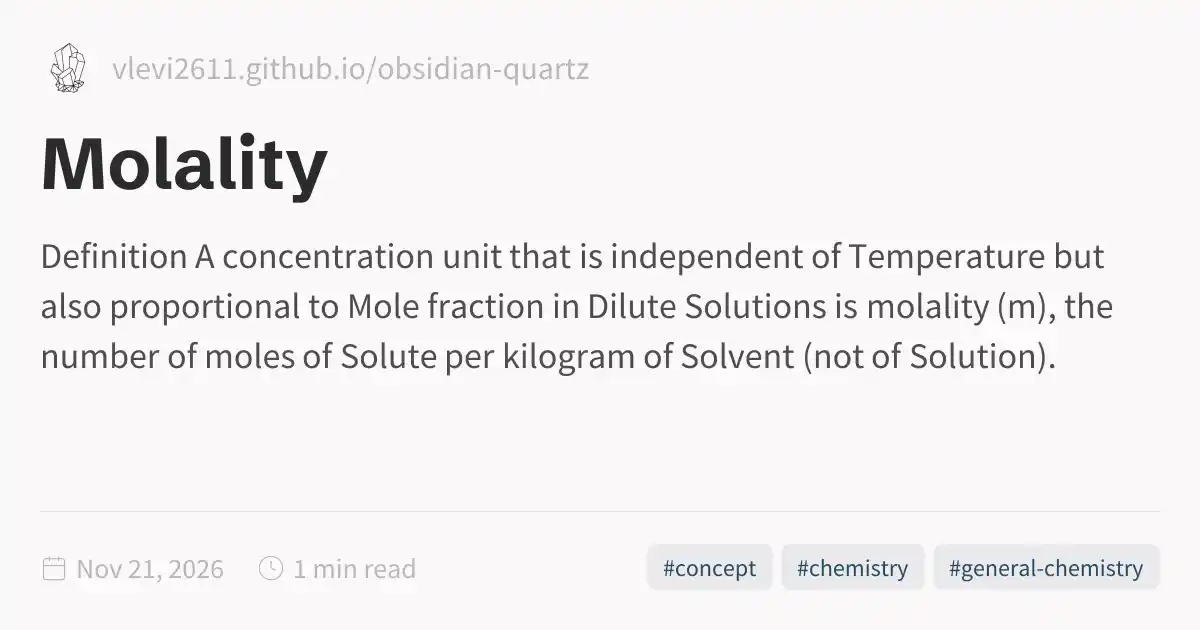 vlevi2611.github.io/obsidian-quartz
Molality
Definition A concentration unit that is independent of Temperature but
also proportional to Mole fraction in Dilute Solutions is molality (m), the
number of moles of Solute per kilogram of Solvent (not of Solution).
Nov 21, 2026 1 min read #concept #chemistry #general-chemistry